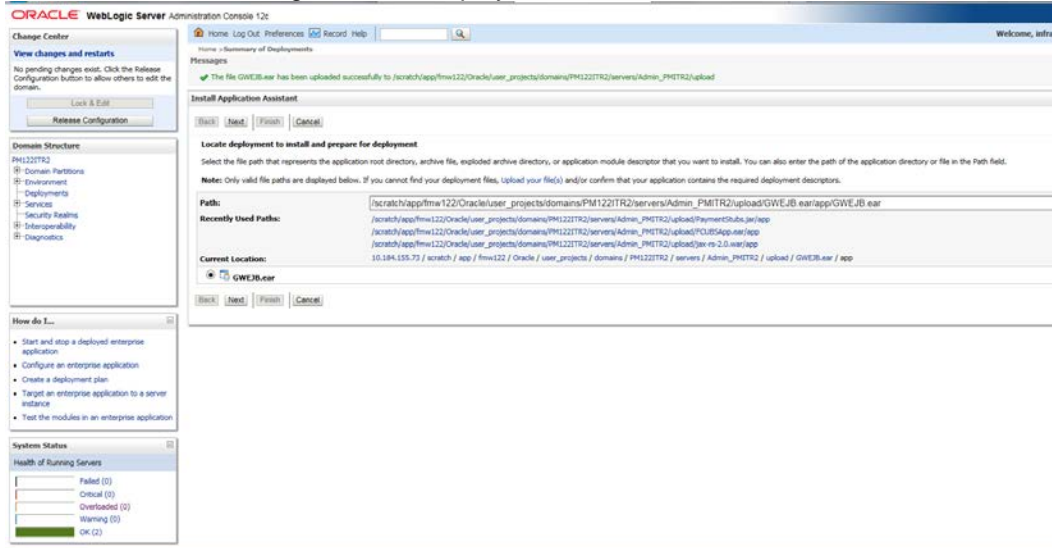 ORACLE WebLogic Server Administration Console 12c
Change Center
View changes and restarts
No pending changes exist. Click the Release
Configuration button to allow others to edit the
domain.
Lock & Edit
Release Configuration
Domain Structure
PM122ITR2
Domain Partitions
Environment
Deployments
Services
Security Realms
Interoperability
Diagnostics
How do I...
Start and stop a deployed enterprise
application
Configure an enterprise application
Create a deployment plan
Target an enterprise application to a server
instance
Test the modules in an enterprise application
System Status
Health of Running Servers
Failed (0)
Critical (0)
Overloaded (0)
Warning (0)
OK (2)
Home Log Out Preferences Record Help
Welcome, infra
Home >Summary of Deployments
Messages
The file GWEJB.ear has been uploaded successfully to /scratch/app/fmw122/Oracle/user_projects/domains/PM122ITR2/servers/Admin_PMITR2/upload
Install Application Assistant
Back Next Finish Cancel
Locate deployment to install and prepare for deployment
Select the file path that represents the application root directory, archive file, exploded archive directory, or application module descriptor that you want to install. You can also enter the path of the application directory or file in the Path field.
Note: Only valid file paths are displayed below. If you cannot find your deployment files, Upload your file(s) and/or confirm that your application contains the required deployment descriptors.
Path: /scratch/app/fmw122/Oracle/user_projects/domains/PM122ITR2/servers/Admin_PMITR2/upload/GWEJB.ear/app/GWEJB.ear
Recently Used Paths: /scratch/app/fmw122/Oracle/user_projects/domains/PM122ITR2/servers/Admin_PMITR2/upload/PaymentStubs.jar/app
/scratch/app/fmw122/Oracle/user_projects/domains/PM122ITR2/servers/Admin_PMITR2/upload/FCUBSApp.ear/app
/scratch/app/fmw122/Oracle/user_projects/domains/PM122ITR2/servers/Admin_PMITR2/upload/jax-rs-2.0.war/app
Current Location: 10.184.155.73 / scratch / app / fmw122 / Oracle / user_projects / domains / PM122ITR2 / servers / Admin_PMITR2 / upload / GWEJB.ear / app
GWEJB.ear
Back Next Finish Cancel